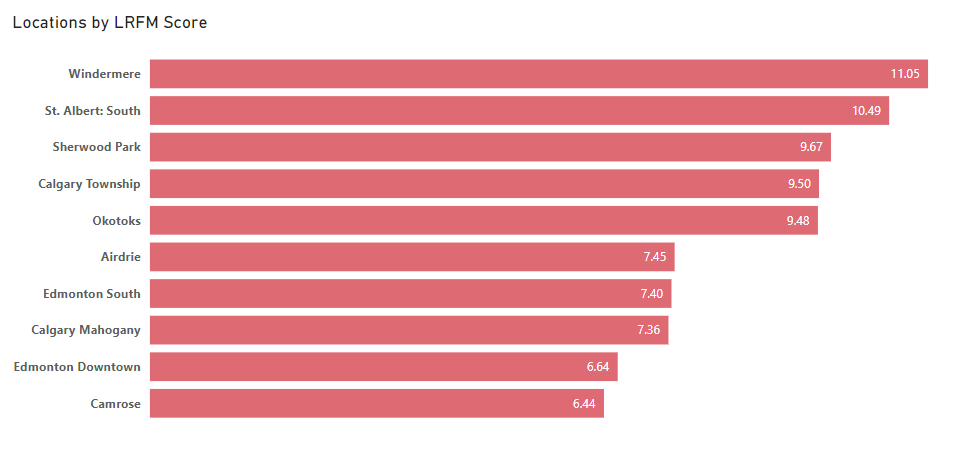 Locations by LRFM Score
Windermere 11.05
St. Albert: South 10.49
Sherwood Park 9.67
Calgary Township 9.50
Okotoks 9.48
Airdrie 7.45
Edmonton South 7.40
Calgary Mahogany 7.36
Edmonton Downtown 6.64
Camrose 6.44